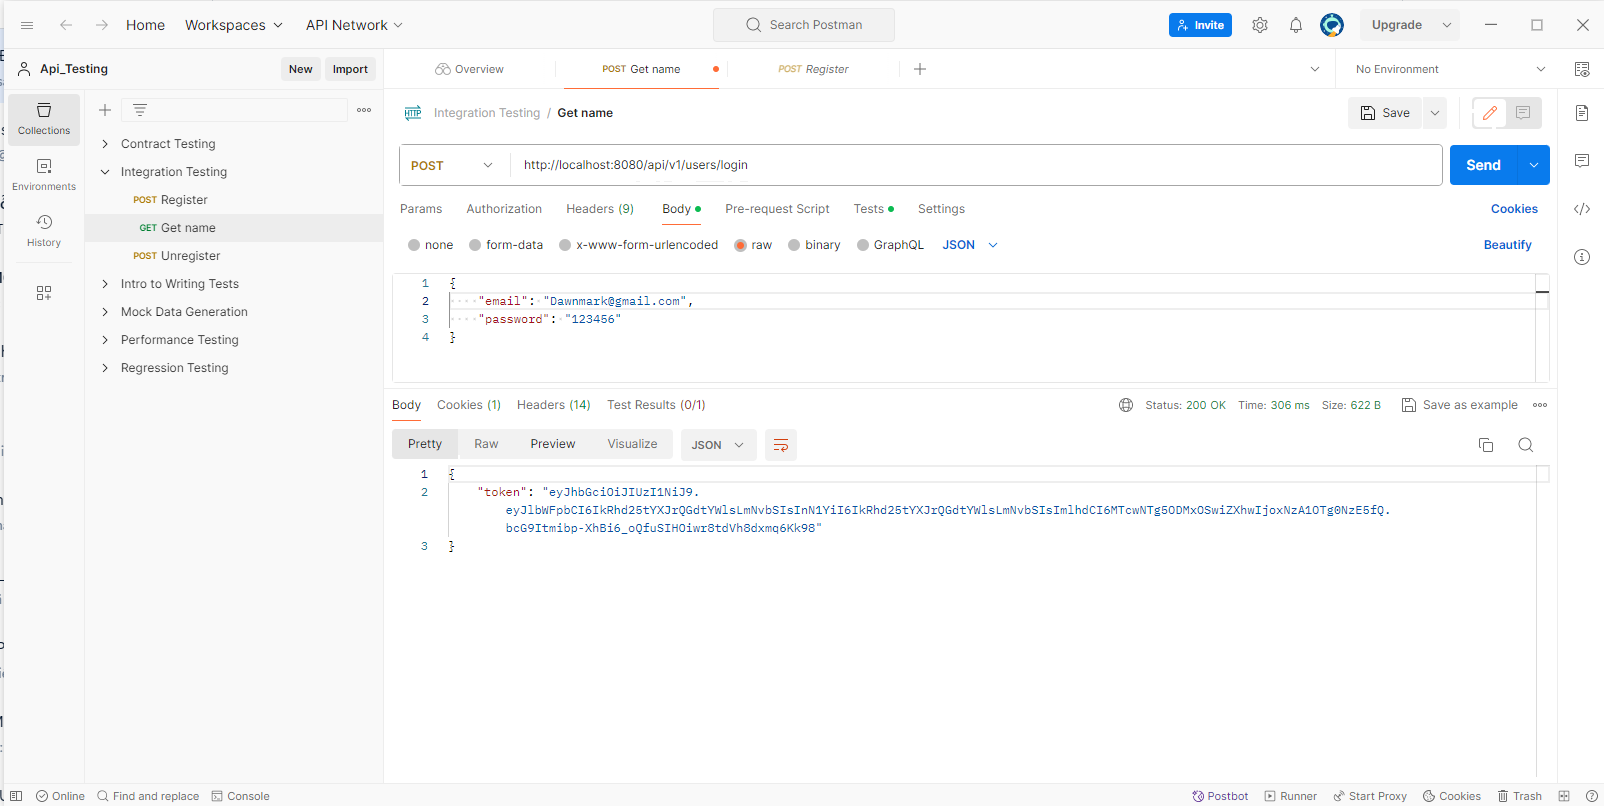 Home Workspaces API Network Search Postman Invite Upgrade
Api_Testing New Import Overview POST Get name POST Register No Environment
Collections
Environments
History
Contract Testing
Integration Testing
POST Register
GET Get name
POST Unregister
Intro to Writing Tests
Mock Data Generation
Performance Testing
Regression Testing
HTTP Integration Testing / Get name Save
POST http://localhost:8080/api/v1/users/login Send
Params Authorization Headers (9) Body Pre-request Script Tests Settings Cookies
none form-data x-www-form-urlencoded raw binary GraphQL JSON Beautify
1 {
2 "email": "Dawnmark@gmail.com",
3 "password": "123456"
4 }
Body Cookies (1) Headers (14) Test Results (0/1) Status: 200 OK Time: 306 ms Size: 622 B Save as example
Pretty Raw Preview Visualize JSON
1 {
2 "token": "eyJhbGciOiJIUzI1NiJ9.
eyJlbWFpbCI6IkRhd25tYXJrQGdtYWlsLmNvbSIsInN1YiI6IkRhd25tYXJrQGdtYWlsLmNvbSIsImlhdCI6MTcwNTg5ODMxOSwiZXhwIjoxNzA1OTg0NzE5fQ.
bcG9Itmibp-XhBi6_oQfuSIHOiwr8tdVh8dxmq6Kk98"
3 }
Online Find and replace Console Postbot Runner Start Proxy Cookies Trash